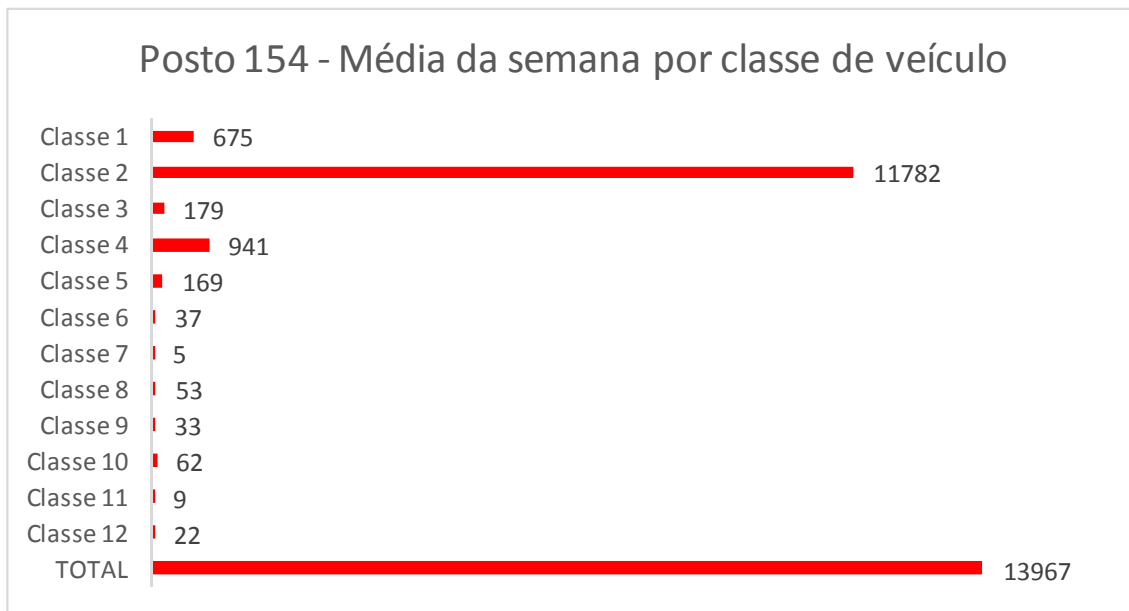 Posto 154 - Média da semana por classe de veículo
Classe 1 675
Classe 2 11782
Classe 3 179
Classe 4 941
Classe 5 169
Classe 6 37
Classe 7 5
Classe 8 53
Classe 9 33
Classe 10 62
Classe 11 9
Classe 12 22
TOTAL 13967